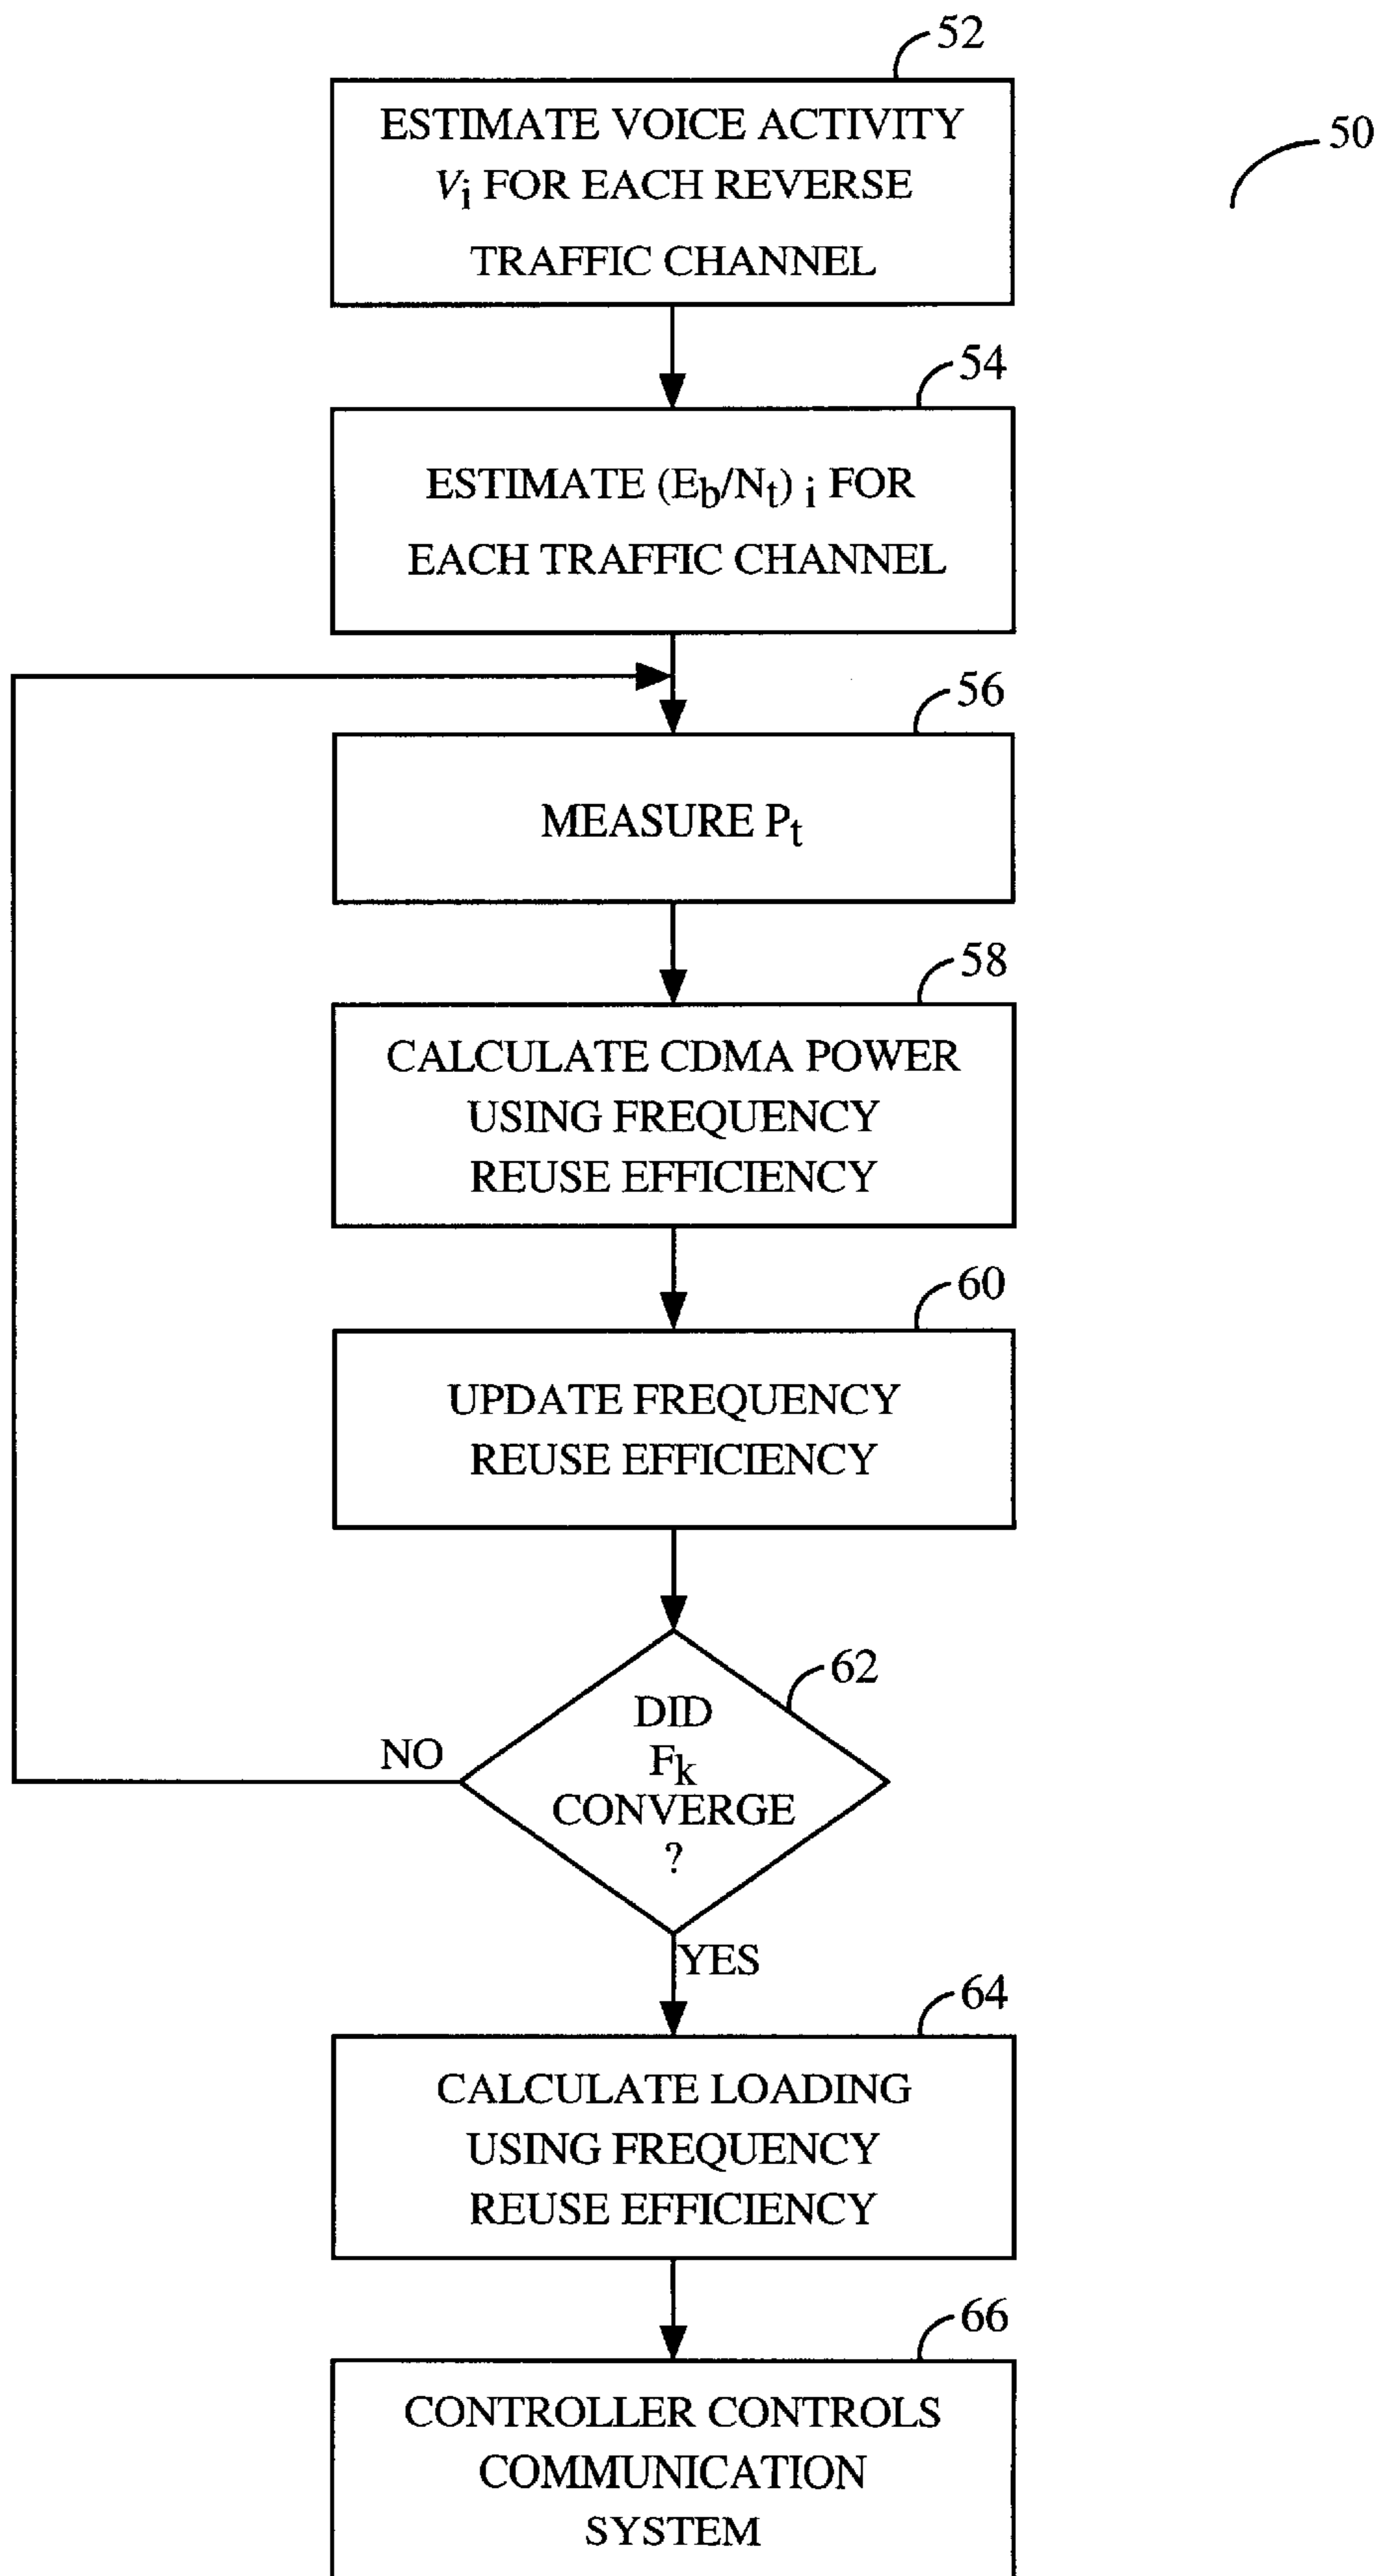 52
50
ESTIMATE VOICE ACTIVITY
Vi FOR EACH REVERSE
TRAFFIC CHANNEL
54
ESTIMATE (Eb/Nt) i FOR
EACH TRAFFIC CHANNEL
56
MEASURE Pt
58
CALCULATE CDMA POWER
USING FREQUENCY
REUSE EFFICIENCY
60
UPDATE FREQUENCY
REUSE EFFICIENCY
62
DID
Fk
CONVERGE
?
NO
YES
64
CALCULATE LOADING
USING FREQUENCY
REUSE EFFICIENCY
66
CONTROLLER CONTROLS
COMMUNICATION
SYSTEM